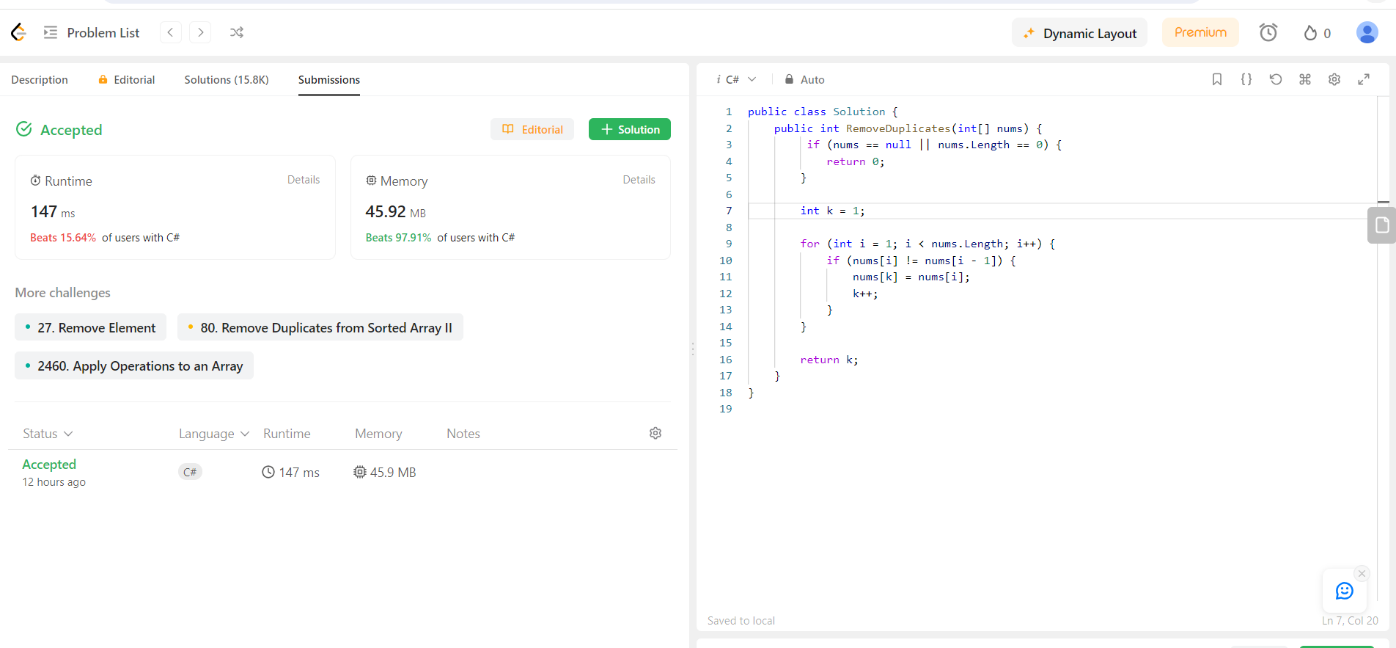 Problem List
Dynamic Layout
Premium
0
Description
Editorial
Solutions (15.8K)
Submissions
Accepted
Editorial
Solution
Runtime
Details
147 ms
Beats 15.64% of users with C#
Memory
Details
45.92 MB
Beats 97.91% of users with C#
More challenges
27. Remove Element
80. Remove Duplicates from Sorted Array II
2460. Apply Operations to an Array
Status Language Runtime Memory Notes
Accepted
12 hours ago
C#
147 ms
45.9 MB
i C#
Auto
1 public class Solution {
2 public int RemoveDuplicates(int[] nums) {
3 if (nums == null || nums.Length == 0) {
4 return 0;
5 }
6
7 int k = 1;
8
9 for (int i = 1; i < nums.Length; i++) {
10 if (nums[i] != nums[i - 1]) {
11 nums[k] = nums[i];
12 k++;
13 }
14 }
15
16 return k;
17 }
18 }
19
Saved to local
Ln 7, Col 20